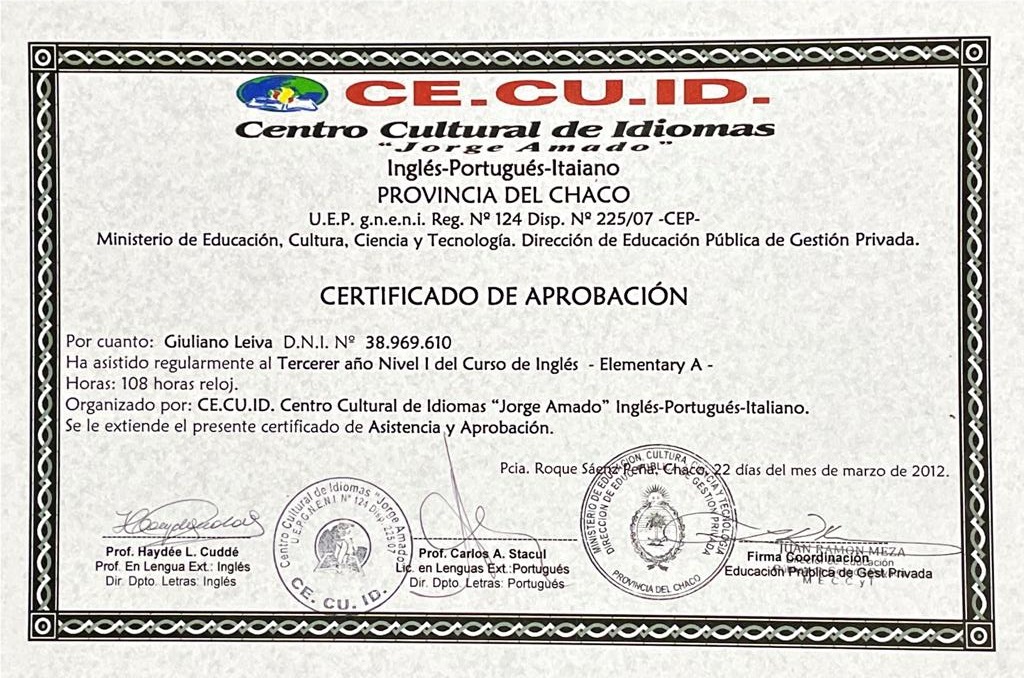 CE.CU.ID.
Centro Cultural de Idiomas
“Jorge Amado”
Inglés-Portugués-Itaiano
PROVINCIA DEL CHACO
U.E.P. g.n.e.n.i. Reg. Nº 124 Disp. Nº 225/07 -CEP-
Ministerio de Educación, Cultura, Ciencia y Tecnología. Dirección de Educación Pública de Gestión Privada.
CERTIFICADO DE APROBACIÓN
Por cuanto: Giuliano Leiva D.N.I. Nº 38.969.610
Ha asistido regularmente al Tercerer año Nivel I del Curso de Inglés - Elementary A -
Horas: 108 horas reloj.
Organizado por: CE.CU.ID. Centro Cultural de Idiomas “Jorge Amado” Inglés-Portugués-Italiano.
Se le extiende el presente certificado de Asistencia y Aprobación.
Pcia. Roque Sáenz Peña, Chaco, 22 días del mes de marzo de 2012.
Centro Cultural de Idiomas "Jorge Amado"
U.E.P.G.N.E.N.I. Nº 124 Disp. 225/07
CE. CU. ID.
MINISTERIO DE EDUCACION, CULTURA, CIENCIA Y TECNOLOGIA
DIRECCION DE EDUC. PUBLICA DE GESTION PRIVADA
PROVINCIA DEL CHACO
Prof. Haydée L. Cuddé
Prof. En Lengua Ext.: Inglés
Dir. Dpto. Letras: Inglés
Prof. Carlos A. Stacul
Lic. en Lenguas Ext.:Portugués
Dir. Dpto. Letras: Portugués
JUAN RAMON MEZA
Firma Coordinación
Educación Pública de Gest.Privada
M E C C y T